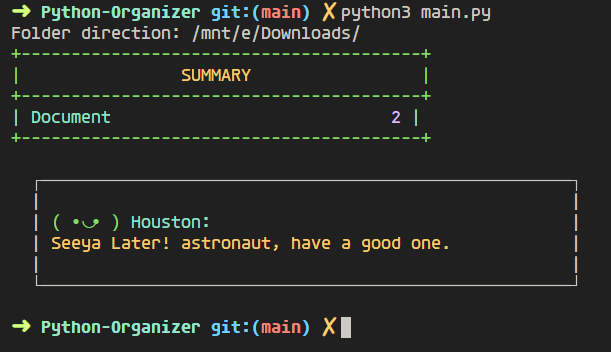 ➜ Python-Organizer git:(main) ✗ python3 main.py
Folder direction: /mnt/e/Downloads/
+-----------------------------------------+
| SUMMARY |
+-----------------------------------------+
| Document 2 |
+-----------------------------------------+
( •◡• ) Houston:
Seeya Later! astronaut, have a good one.
➜ Python-Organizer git:(main) ✗